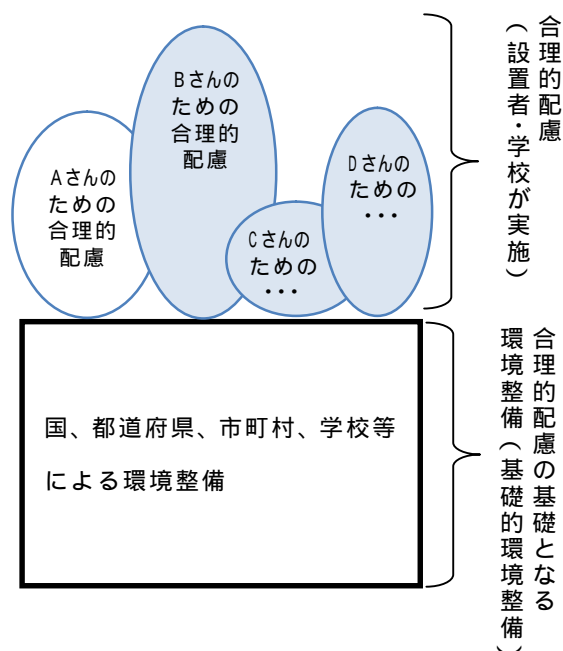 Aさんの
ための
合理的
配慮
Bさんの
ための
合理的
配慮
Cさんの
ための
・・・
Dさんの
ための
・・・
合理的配慮
（設置者・学校が実施）
国、都道府県、市町村、学校等
による環境整備
合理的配慮の基礎となる
環境整備（基礎的環境整備）